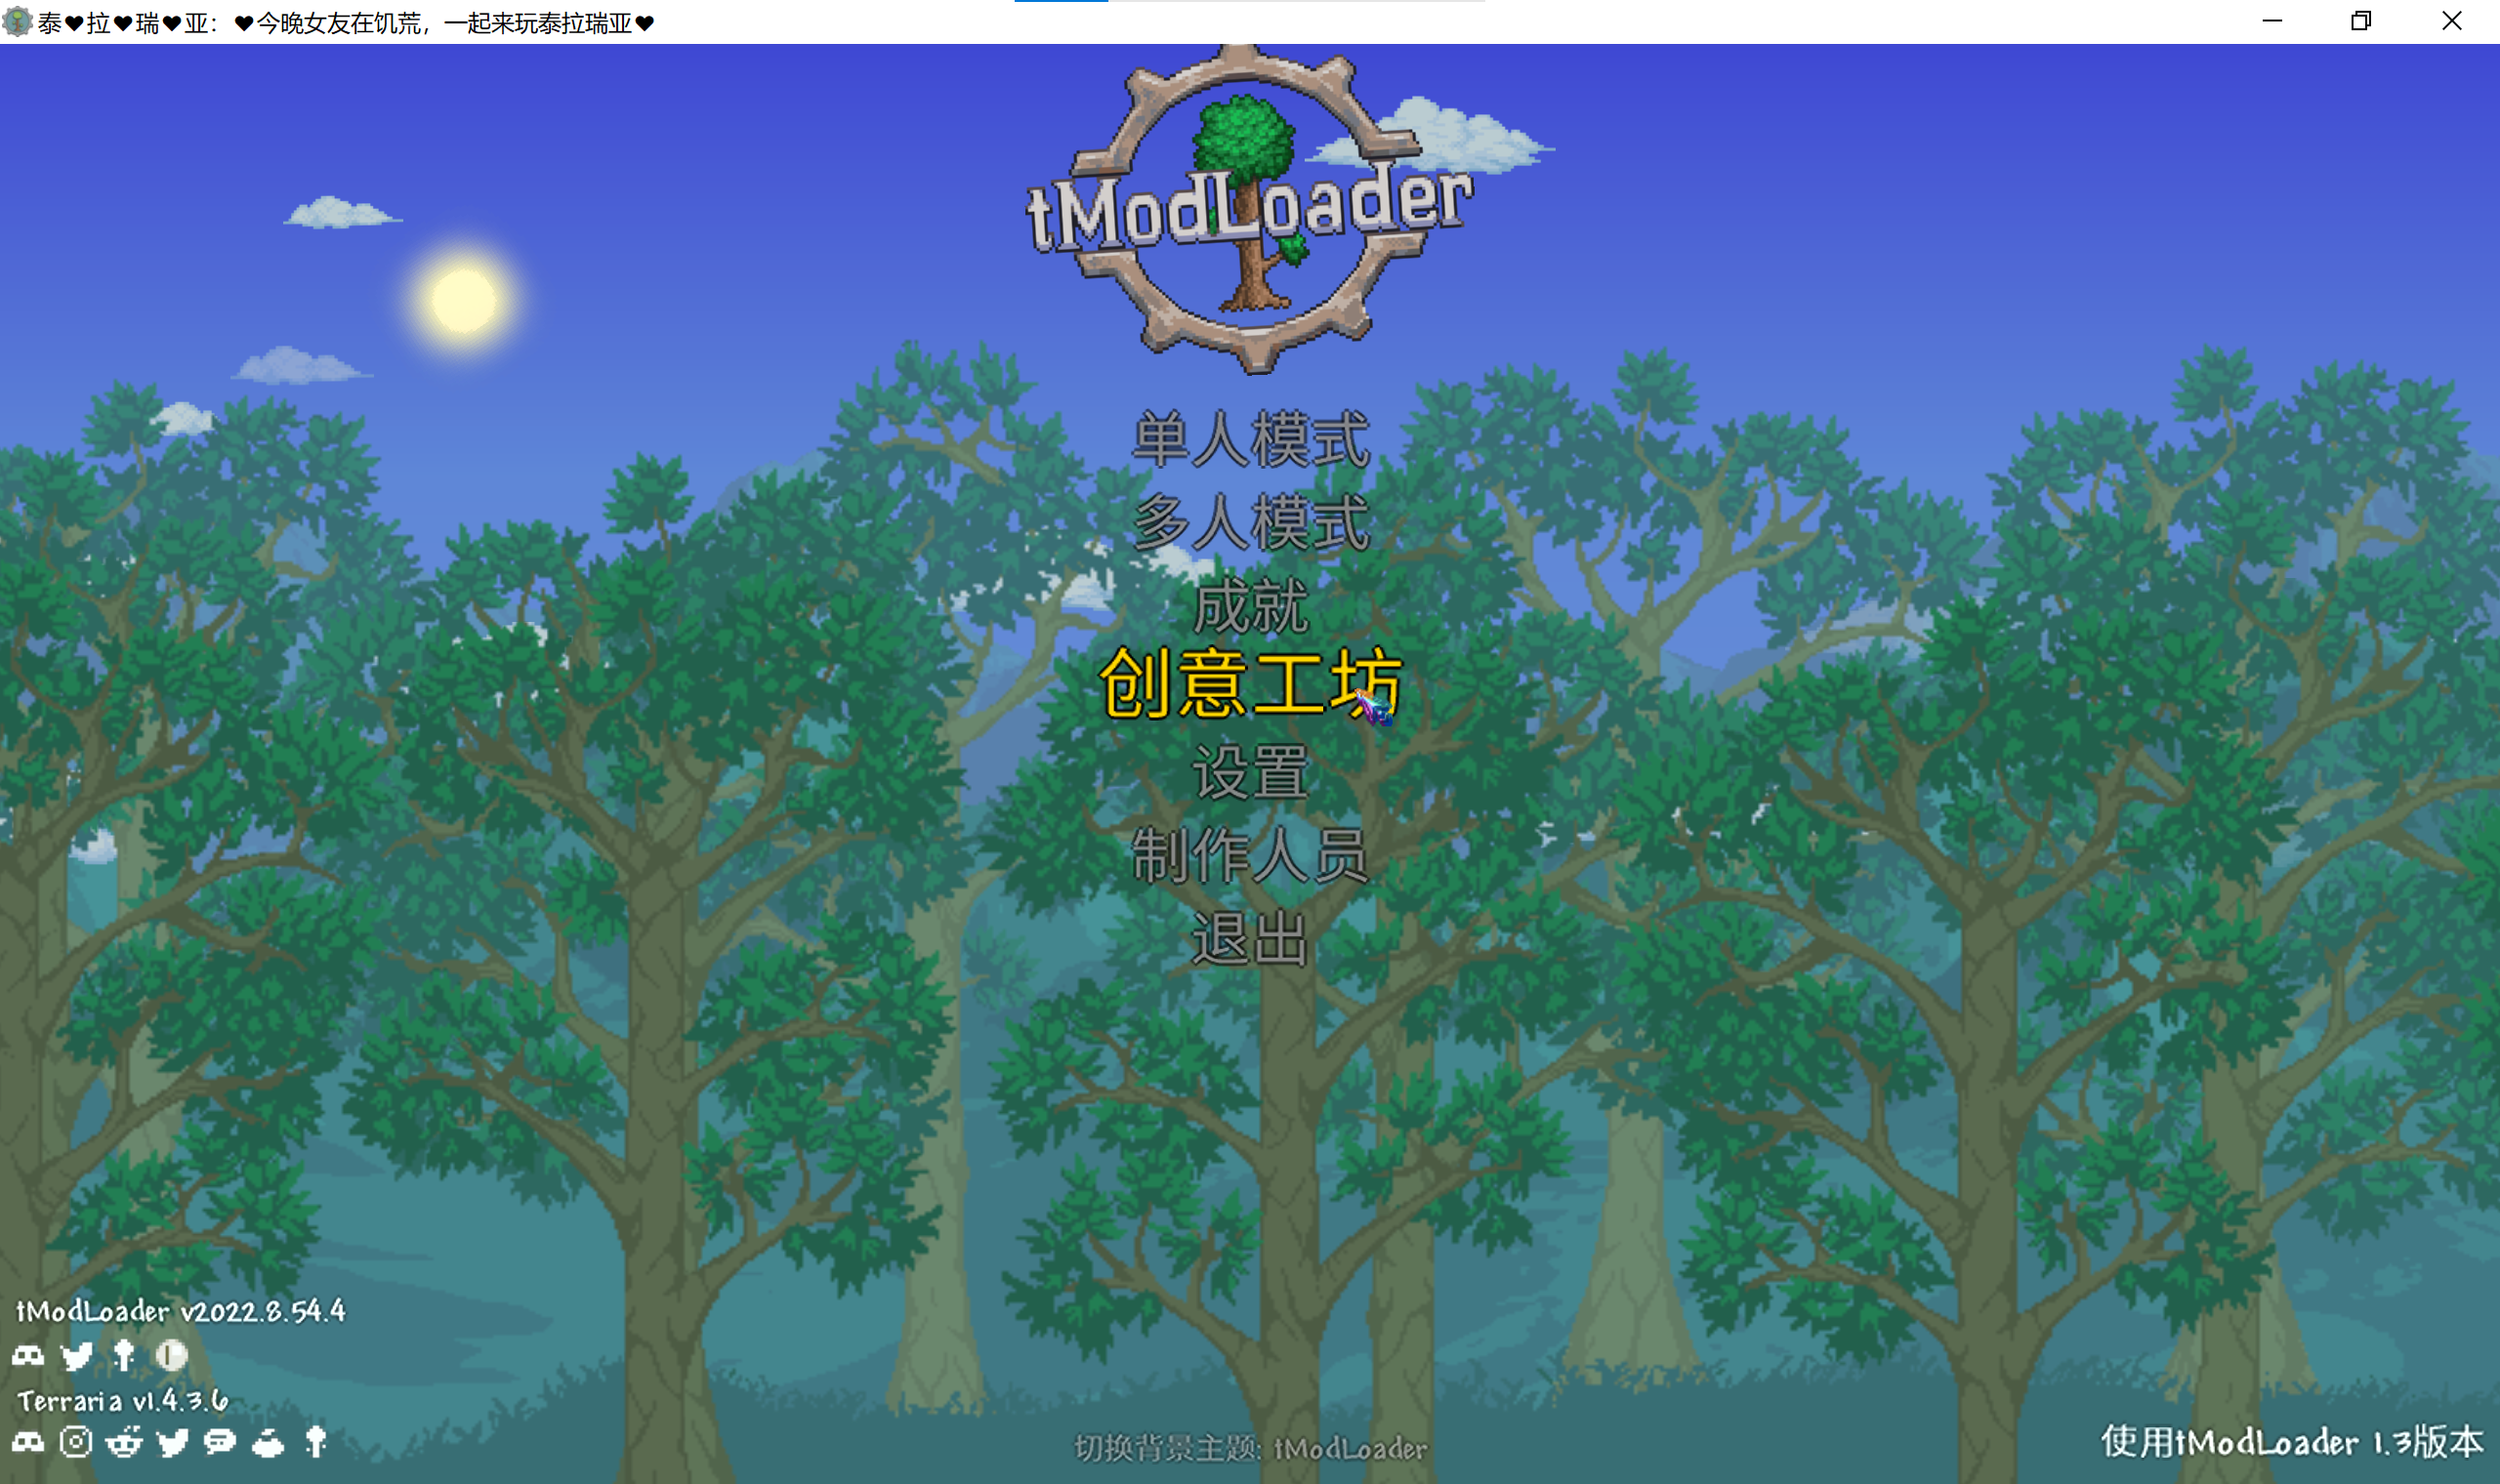 泰♥拉♥瑞♥亚：♥今晚女友在饥荒，一起来玩泰拉瑞亚♥
tModLoader
单人模式
多人模式
成就
创意工坊
设置
制作人员
退出
tModLoader v2022.8.54.4
Terraria v1.4.3.6
切换背景主题: tModLoader
使用tModLoader 1.3版本